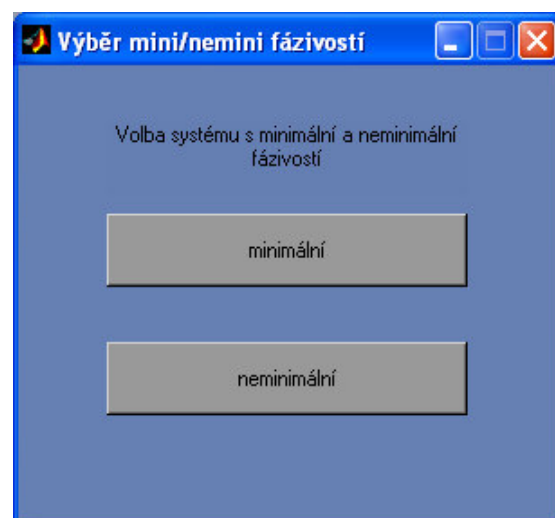 Výběr mini/nemini fázivostí
Volba systému s minimální a neminimální
fázivostí
minimální
neminimální